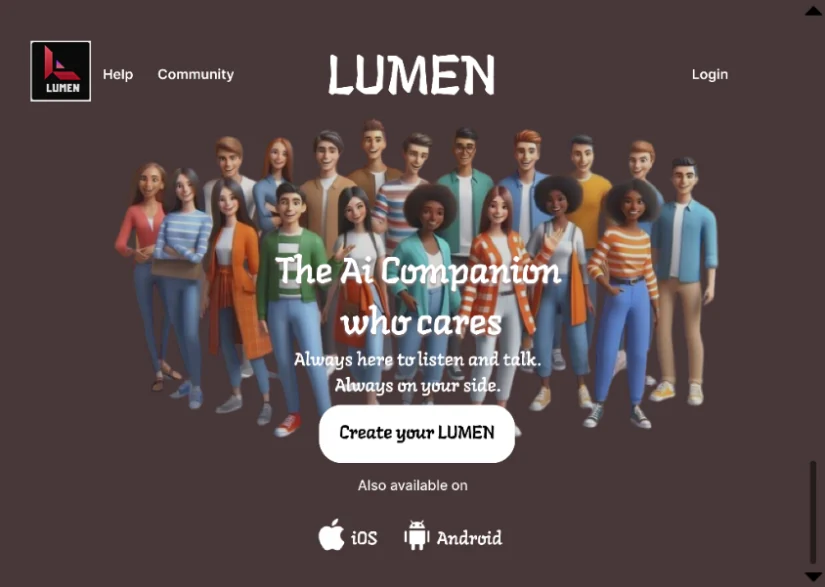 LUMEN
Help
Community
LUMEN
Login
The Ai Companion
who cares
Always here to listen and talk.
Always on your side.
Create your LUMEN
Also available on
iOS
Android